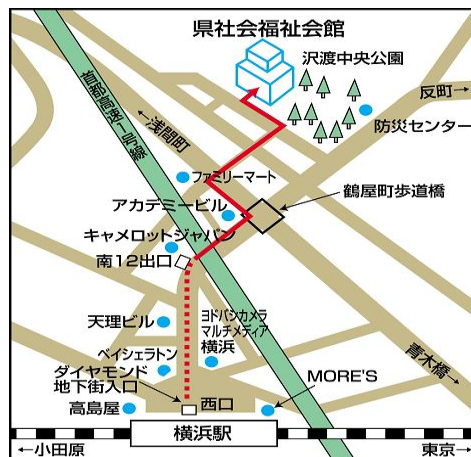 県社会福祉会館
沢渡中央公園
反町
首都高速1号線
浅間町
防災センター
ファミリーマート
アカデミービル
鶴屋町歩道橋
キャメロットジャパン
南12出口
天理ビル
ヨドバシカメラ
マルチメディア
横浜
ベイシェラトン
ダイヤモンド
地下街入口
青木橋
MORE'S
高島屋
西口
横浜駅
小田原
東京